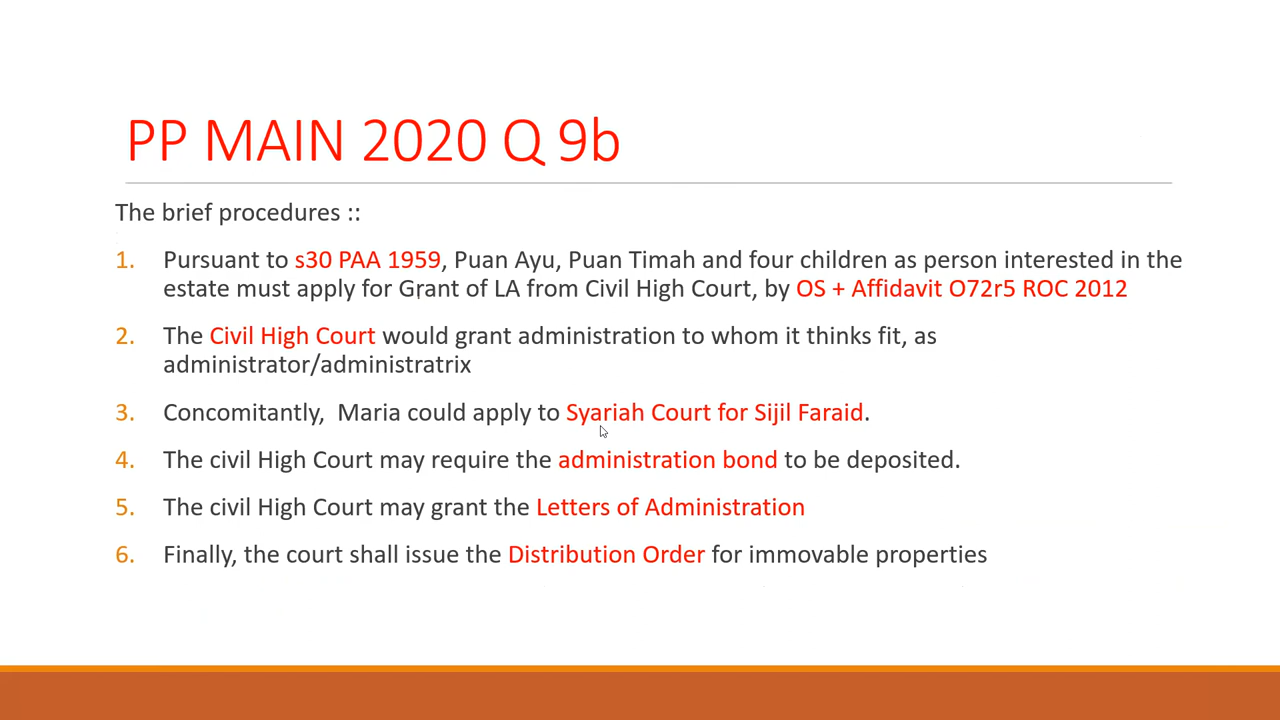 PP MAIN 2020 Q 9b
The brief procedures ::
1. Pursuant to s30 PAA 1959, Puan Ayu, Puan Timah and four children as person interested in the
estate must apply for Grant of LA from Civil High Court, by OS + Affidavit O72r5 ROC 2012
2. The Civil High Court would grant administration to whom it thinks fit, as
administrator/administratrix
3. Concomitantly,  Maria could apply to Syariah Court for Sijil Faraid.
4. The civil High Court may require the administration bond to be deposited.
5. The civil High Court may grant the Letters of Administration
6. Finally, the court shall issue the Distribution Order for immovable properties